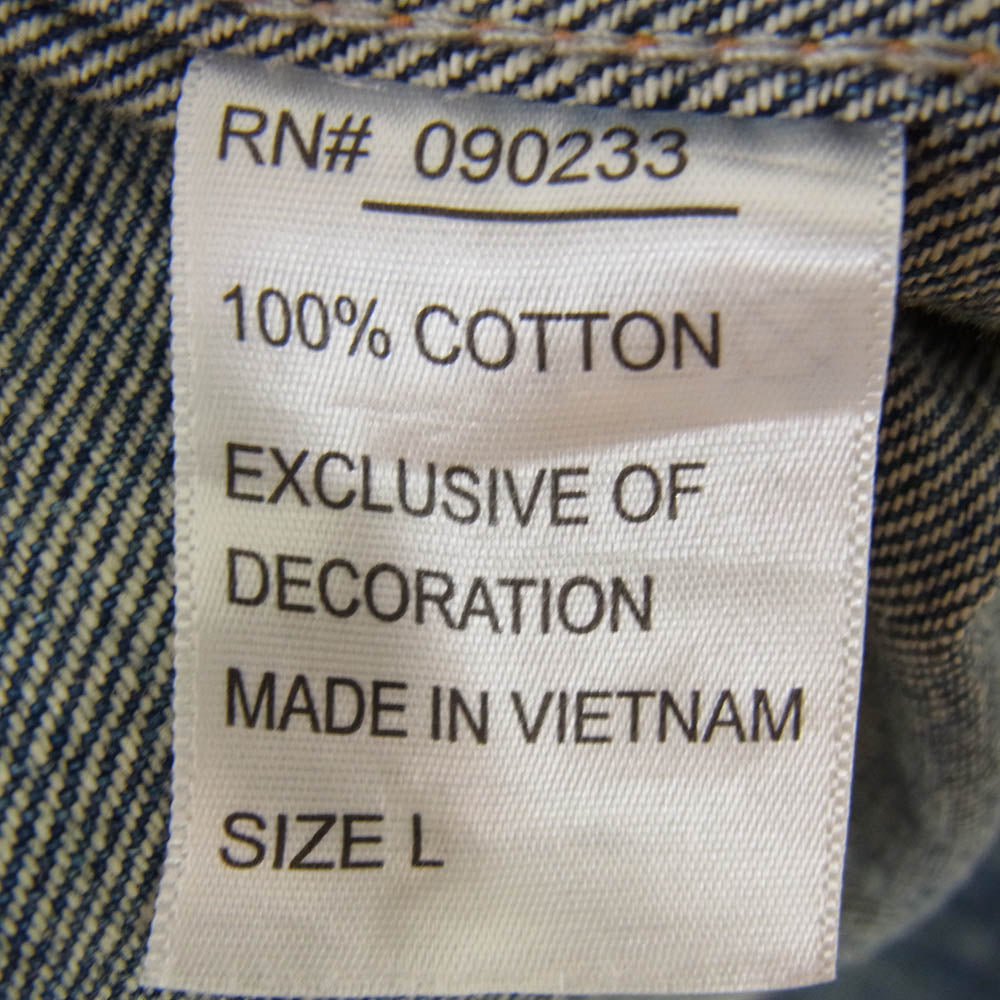 RN# 090233
100% COTTON
EXCLUSIVE OF
DECORATION
MADE IN VIETNAM
SIZE L